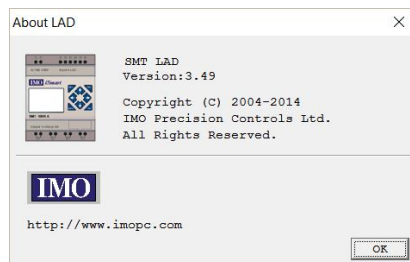 About LAD
SMT LAD
Version:3.49
Copyright (C) 2004-2014
IMO Precision Controls Ltd.
All Rights Reserved.
IMO
IMO
http://www.imopc.com
OK